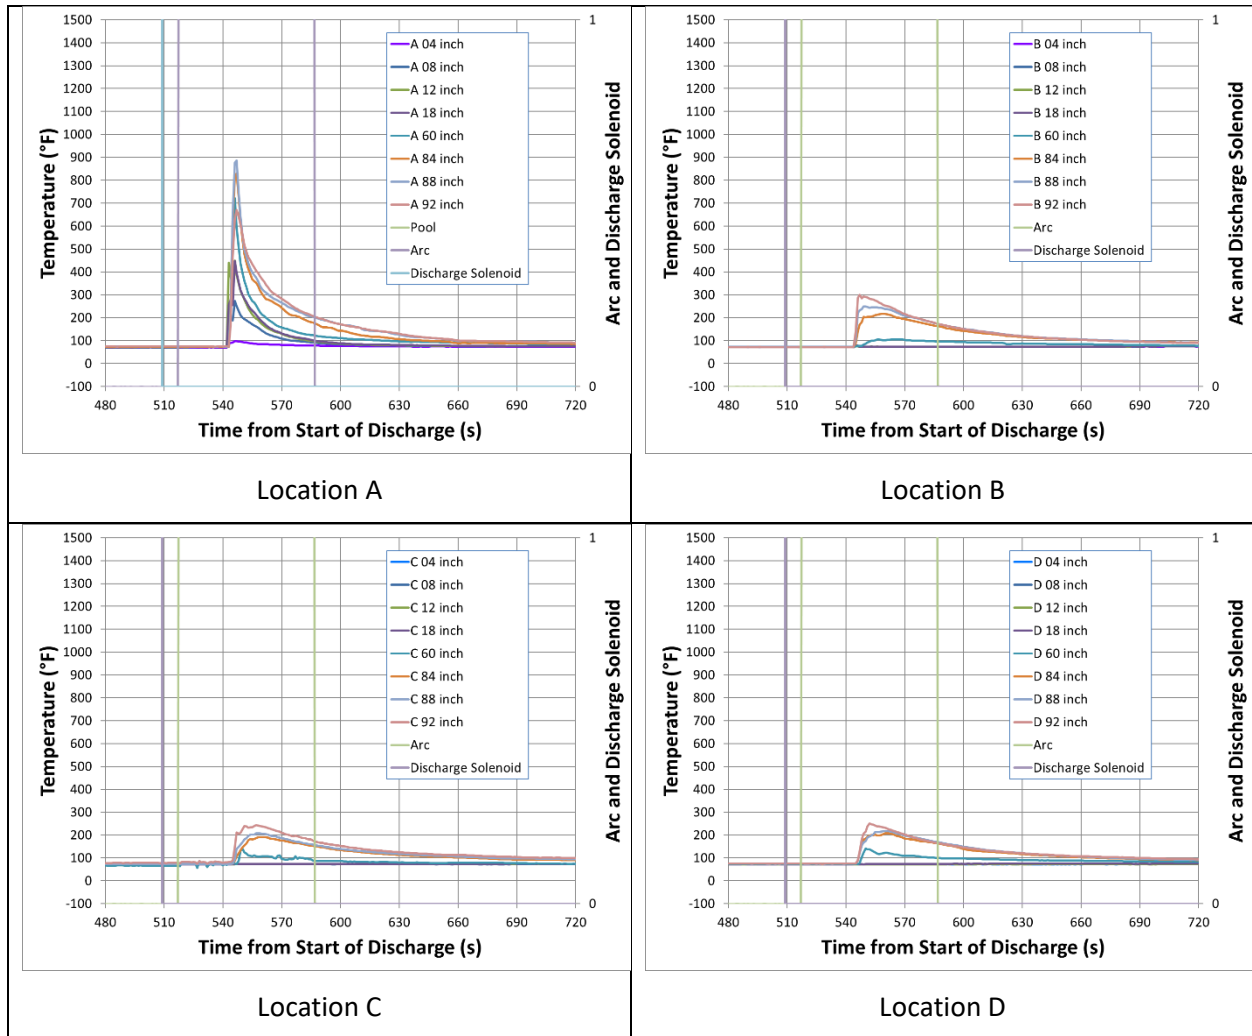 1500
1400
1300
1200
1100
1000
900
800
700
600
500
400
300
200
100
0
-100
Temperature (°F)
A 04 inch
A 08 inch
A 12 inch
A 18 inch
A 60 inch
A 84 inch
A 88 inch
A 92 inch
Pool
Arc
Discharge Solenoid
1
0
Arc and Discharge Solenoid
480 510 540 570 600 630 660 690 720
Time from Start of Discharge (s)
Location A
1500
1400
1300
1200
1100
1000
900
800
700
600
500
400
300
200
100
0
-100
Temperature (°F)
B 04 inch
B 08 inch
B 12 inch
B 18 inch
B 60 inch
B 84 inch
B 88 inch
B 92 inch
Arc
Discharge Solenoid
1
0
Arc and Discharge Solenoid
480 510 540 570 600 630 660 690 720
Time from Start of Discharge (s)
Location B
1500
1400
1300
1200
1100
1000
900
800
700
600
500
400
300
200
100
0
-100
Temperature (°F)
C 04 inch
C 08 inch
C 12 inch
C 18 inch
C 60 inch
C 84 inch
C 88 inch
C 92 inch
Arc
Discharge Solenoid
1
0
Arc and Discharge Solenoid
480 510 540 570 600 630 660 690 720
Time from Start of Discharge (s)
Location C
1500
1400
1300
1200
1100
1000
900
800
700
600
500
400
300
200
100
0
-100
Temperature (°F)
D 04 inch
D 08 inch
D 12 inch
D 18 inch
D 60 inch
D 84 inch
D 88 inch
D 92 inch
Arc
Discharge Solenoid
1
0
Arc and Discharge Solenoid
480 510 540 570 600 630 660 690 720
Time from Start of Discharge (s)
Location D